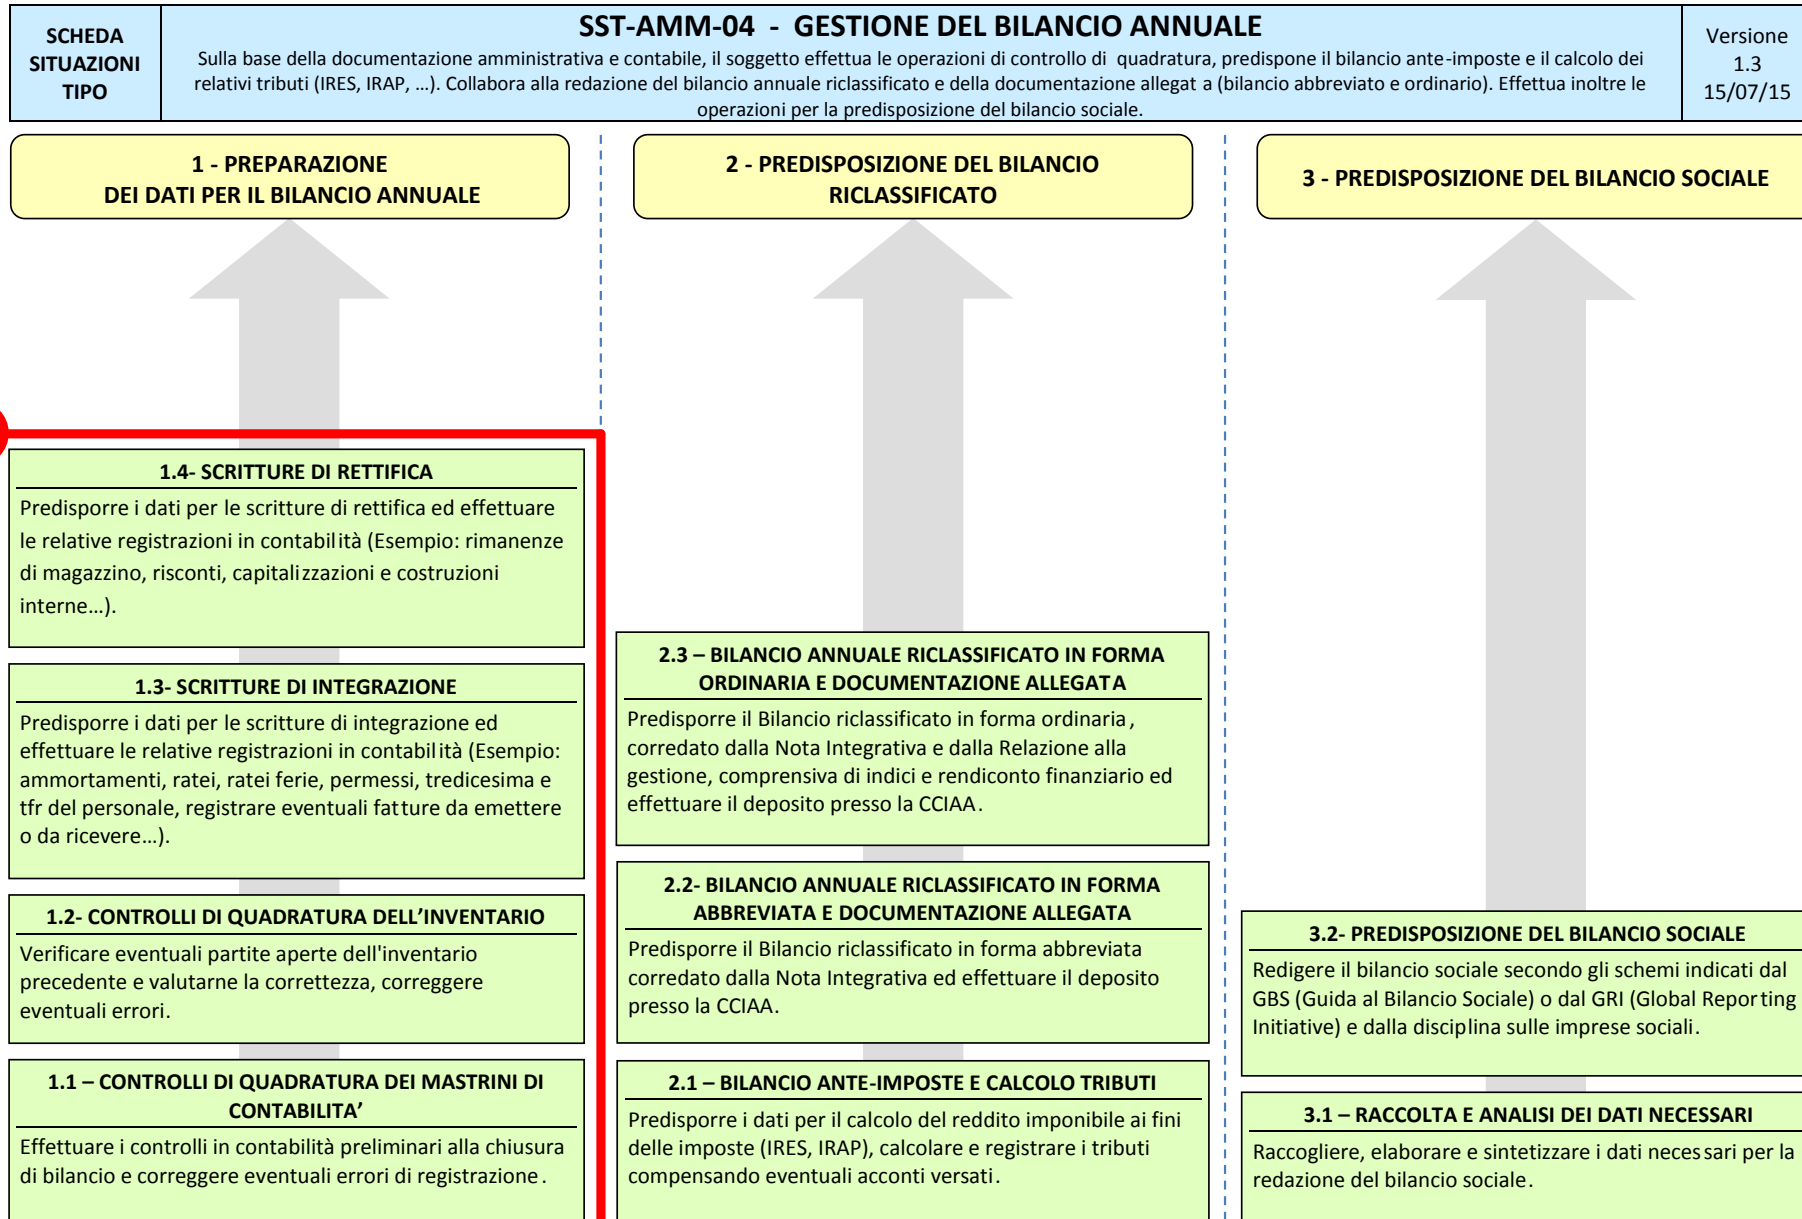 SCHEDA
SITUAZIONI
TIPO
SST-AMM-04 - GESTIONE DEL BILANCIO ANNUALE
Sulla base della documentazione amministrativa e contabile, il soggetto effettua le operazioni di controllo di quadratura, predispone il bilancio ante-imposte e il calcolo dei
relativi tributi (IRES, IRAP, …). Collabora alla redazione del bilancio annuale riclassificato e della documentazione allegat a (bilancio abbreviato e ordinario). Effettua inoltre le
operazioni per la predisposizione del bilancio sociale.
Versione
1.3
15/07/15
1 - PREPARAZIONE
DEI DATI PER IL BILANCIO ANNUALE
1.4- SCRITTURE DI RETTIFICA
Predisporre i dati per le scritture di rettifica ed effettuare
le relative registrazioni in contabilità (Esempio: rimanenze
di magazzino, risconti, capitalizzazioni e costruzioni
interne…).
1.3- SCRITTURE DI INTEGRAZIONE
Predisporre i dati per le scritture di integrazione ed
effettuare le relative registrazioni in contabilità (Esempio:
ammortamenti, ratei, ratei ferie, permessi, tredicesima e
tfr del personale, registrare eventuali fatture da emettere
o da ricevere…).
1.2- CONTROLLI DI QUADRATURA DELL’INVENTARIO
Verificare eventuali partite aperte dell'inventario
precedente e valutarne la correttezza, correggere
eventuali errori.
1.1 – CONTROLLI DI QUADRATURA DEI MASTRINI DI
CONTABILITA’
Effettuare i controlli in contabilità preliminari alla chiusura
di bilancio e correggere eventuali errori di registrazione.
2 - PREDISPOSIZIONE DEL BILANCIO
RICLASSIFICATO
2.3 – BILANCIO ANNUALE RICLASSIFICATO IN FORMA
ORDINARIA E DOCUMENTAZIONE ALLEGATA
Predisporre il Bilancio riclassificato in forma ordinaria,
corredato dalla Nota Integrativa e dalla Relazione alla
gestione, comprensiva di indici e rendiconto finanziario ed
effettuare il deposito presso la CCIAA.
2.2- BILANCIO ANNUALE RICLASSIFICATO IN FORMA
ABBREVIATA E DOCUMENTAZIONE ALLEGATA
Predisporre il Bilancio riclassificato in forma abbreviata
corredato dalla Nota Integrativa ed effettuare il deposito
presso la CCIAA.
2.1 – BILANCIO ANTE-IMPOSTE E CALCOLO TRIBUTI
Predisporre i dati per il calcolo del reddito imponibile ai fini
delle imposte (IRES, IRAP), calcolare e registrare i tributi
compensando eventuali acconti versati.
3 - PREDISPOSIZIONE DEL BILANCIO SOCIALE
3.2- PREDISPOSIZIONE DEL BILANCIO SOCIALE
Redigere il bilancio sociale secondo gli schemi indicati dal
GBS (Guida al Bilancio Sociale) o dal GRI (Global Reporting
Initiative) e dalla disciplina sulle imprese sociali.
3.1 – RACCOLTA E ANALISI DEI DATI NECESSARI
Raccogliere, elaborare e sintetizzare i dati necessari per la
redazione del bilancio sociale.